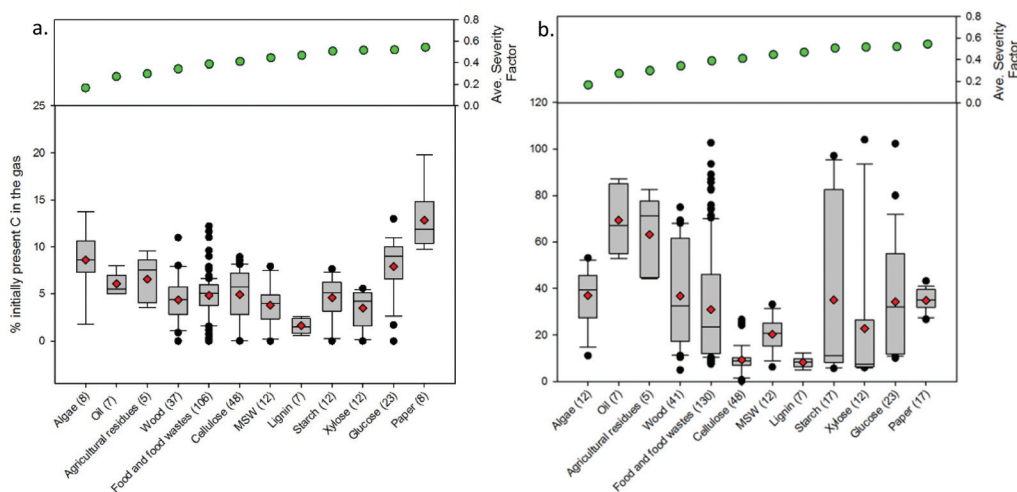 a.
0.8
0.6
0.4
0.2
0.0
Ave. Severity
Factor
25
20
15
10
5
0
% initially present C in the gas
Algae (8)
Oil (7)
Agricultural residues (5)
Wood (37)
Food and food wastes (106)
Cellulose (48)
MSW (12)
Lignin (7)
Starch (12)
Xylose (12)
Glucose (23)
Paper (8)
b.
0.8
0.6
0.4
0.2
0.0
Ave. Severity
Factor
120
100
80
60
40
20
0
Algae (12)
Oil (7)
Agricultural residues (5)
Wood (41)
Food and food wastes (130)
Cellulose (48)
MSW (12)
Lignin (7)
Starch (17)
Xylose (12)
Glucose (23)
Paper (17)